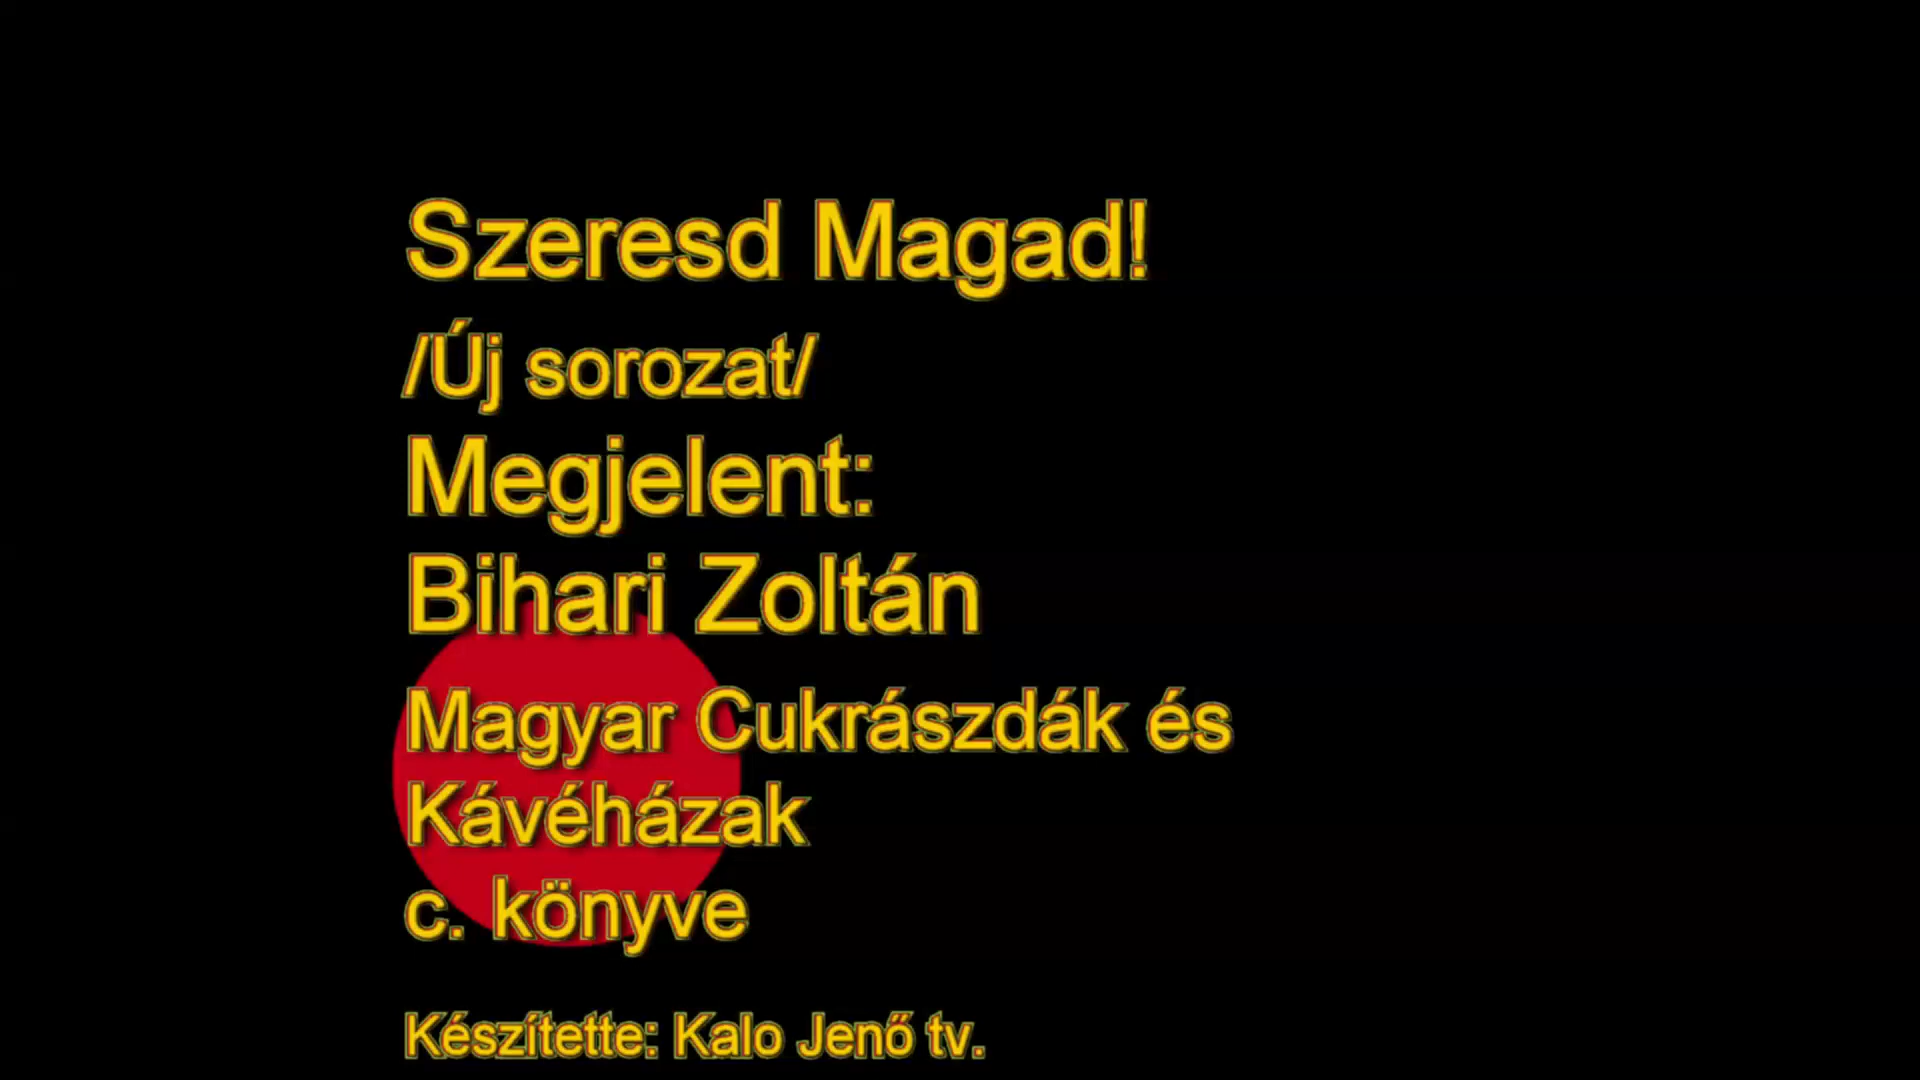 Szeresd Magad!
/Új sorozat/
Megjelent:
Bihari Zoltán
Magyar Cukrászdák és
Kávéházak
c. könyve
Készítette: Kalo Jenő tv.